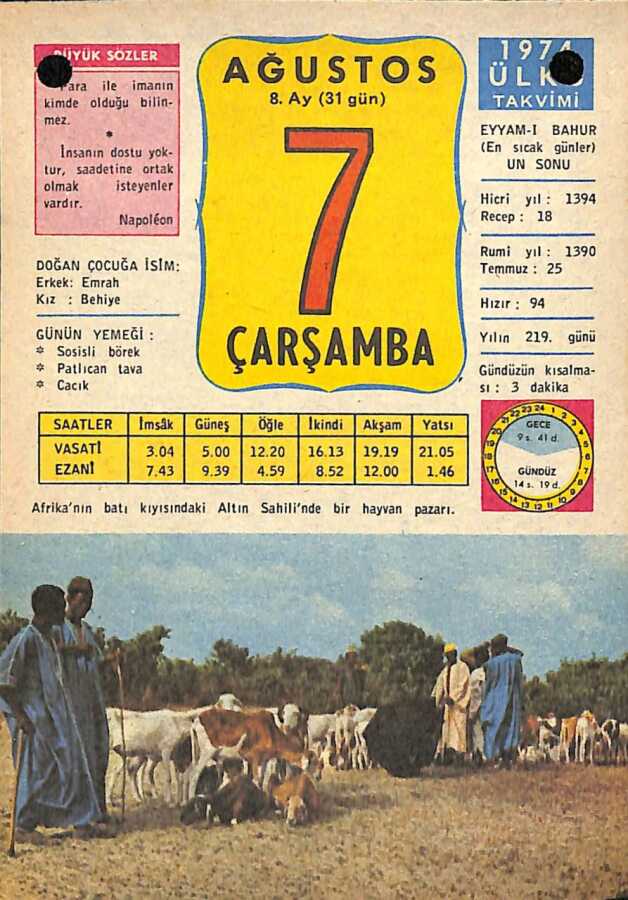 BÜYÜK SÖZLER
Para ile imanın
kimde olduğu bilin-
mez.
*
İnsanın dostu yok-
tur, saadetine ortak
olmak isteyenler
vardır.
Napoléon
DOĞAN ÇOCUĞA İSİM:
Erkek: Emrah
Kız : Behiye
GÜNÜN YEMEĞİ :
Sosisli börek
Patlıcan tava
Cacık
AĞUSTOS
8. Ay (31 gün)
7
ÇARŞAMBA
1974
ÜLKÜ
TAKVİMİ
EYYAM-I BAHUR
(En sıcak günler)
UN SONU
Hicri yıl : 1394
Recep : 18
Rumi yıl : 1390
Temmuz : 25
Hızır : 94
Yılın 219. günü
Gündüzün kısalma-
sı : 3 dakika
SAATLER İmsâk Güneş Öğle İkindi Akşam Yatsı
VASATİ 3.04 5.00 12.20 16.13 19.19 21.05
EZANİ 7.43 9.39 4.59 8.52 12.00 1.46
GECE
9 s. 41 d.
GÜNDÜZ
14 s. 19 d.
Afrika'nın batı kıyısındaki Altın Sahili'nde bir hayvan pazarı.